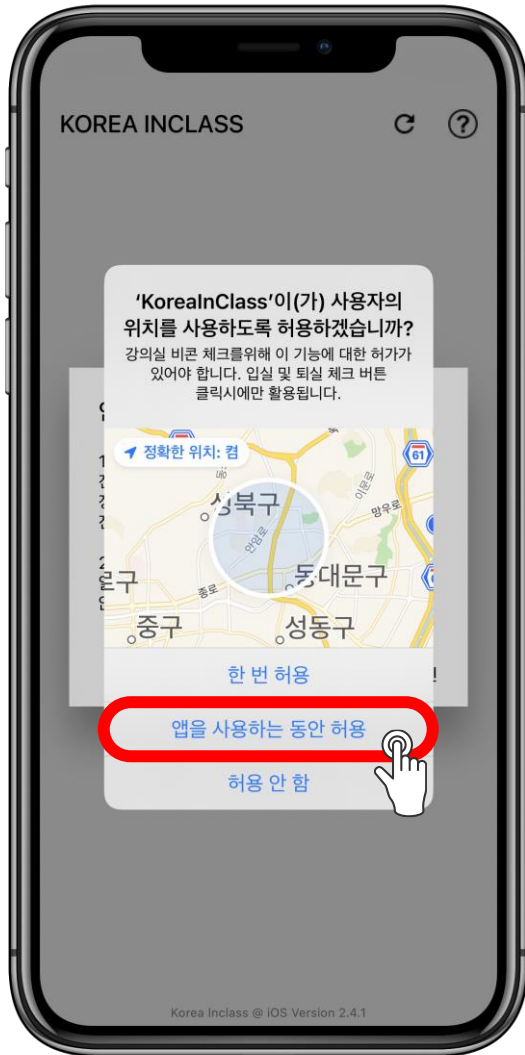 KOREA INCLASS
'KoreaInClass'이(가) 사용자의
위치를 사용하도록 허용하겠습니까?
강의실 비콘 체크를위해 이 기능에 대한 허가가
있어야 합니다. 입실 및 퇴실 체크 버튼
클릭시에만 활용됩니다.
정확한 위치: 켬
61
성북구
이문로
망우로
안암로
동대문구
종로
로구
중구
성동구
한 번 허용
앱을 사용하는 동안 허용
허용 안 함
Korea Inclass @ iOS Version 2.4.1